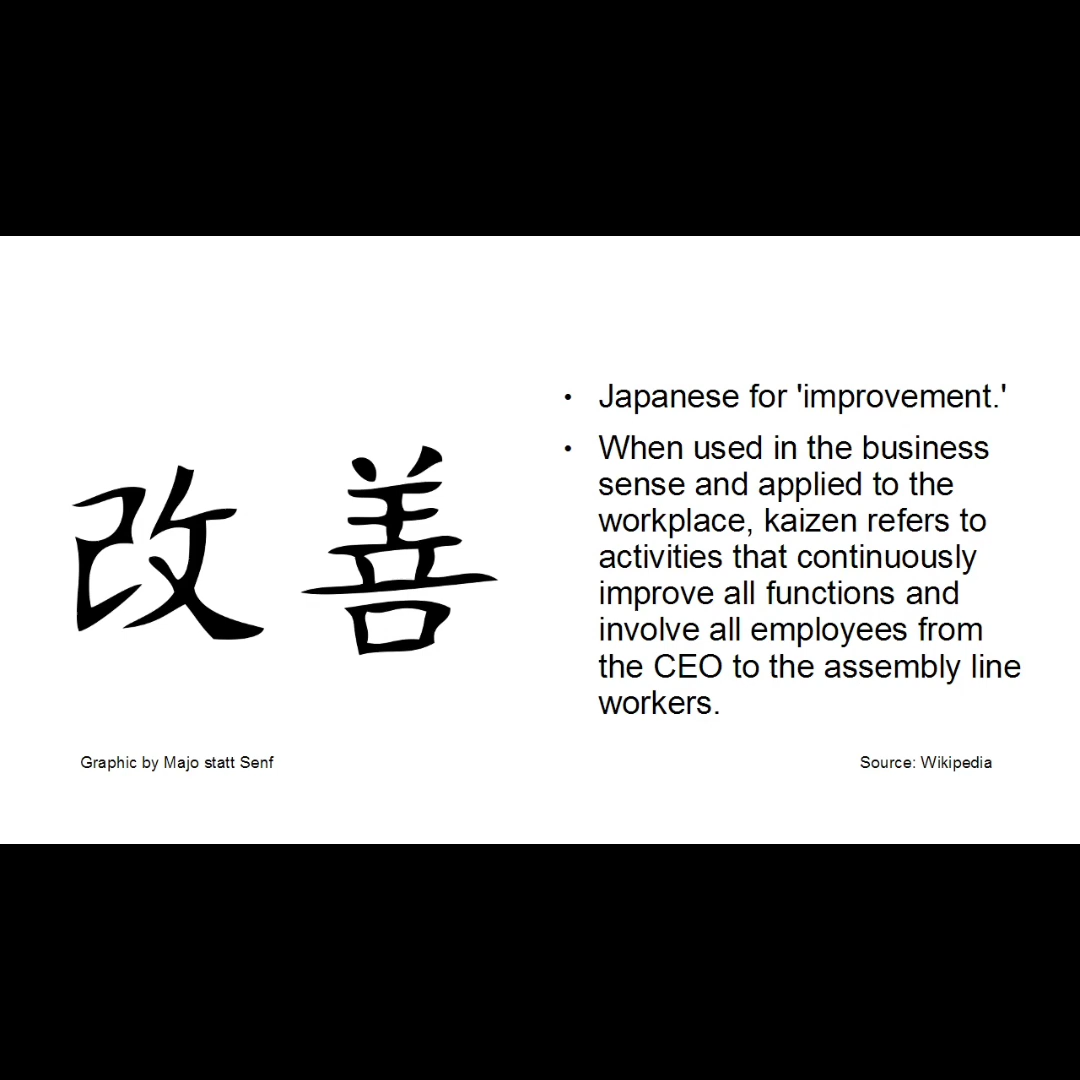 改善
• Japanese for 'improvement.'
• When used in the business
sense and applied to the
workplace, kaizen refers to
activities that continuously
improve all functions and
involve all employees from
the CEO to the assembly line
workers.
Graphic by Majo statt Senf
Source: Wikipedia